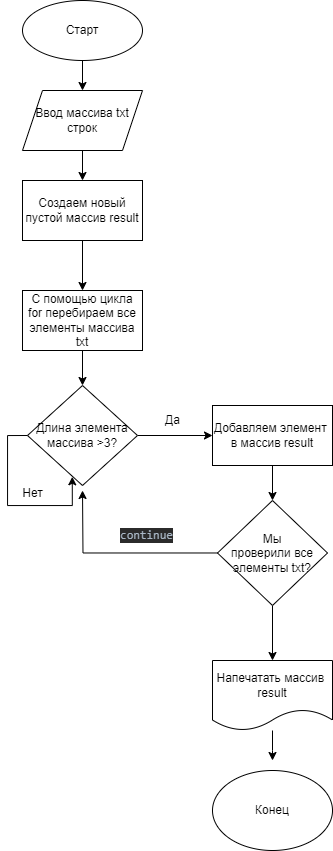 Старт
Ввод массива txt
строк
Создаем новый
пустой массив result
С помощью цикла
for перебираем все
элементы массива
txt
Длина элемента
массива >3?
Да
Добавляем элемент
в массив result
Нет
continue
Мы
проверили все
элементы txt?
Напечатать массив
result
Конец